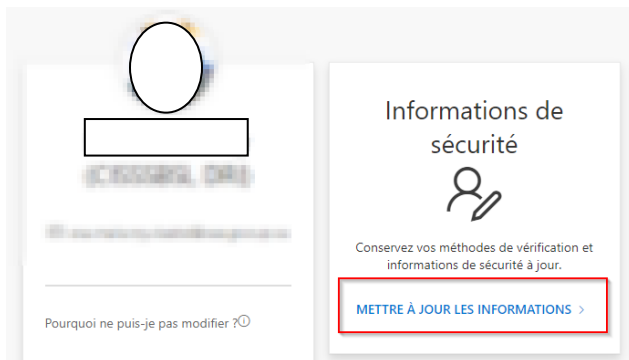 Informations de
sécurité
Conservez vos méthodes de vérification et
informations de sécurité à jour.
METTRE À JOUR LES INFORMATIONS >
Pourquoi ne puis-je pas modifier ?